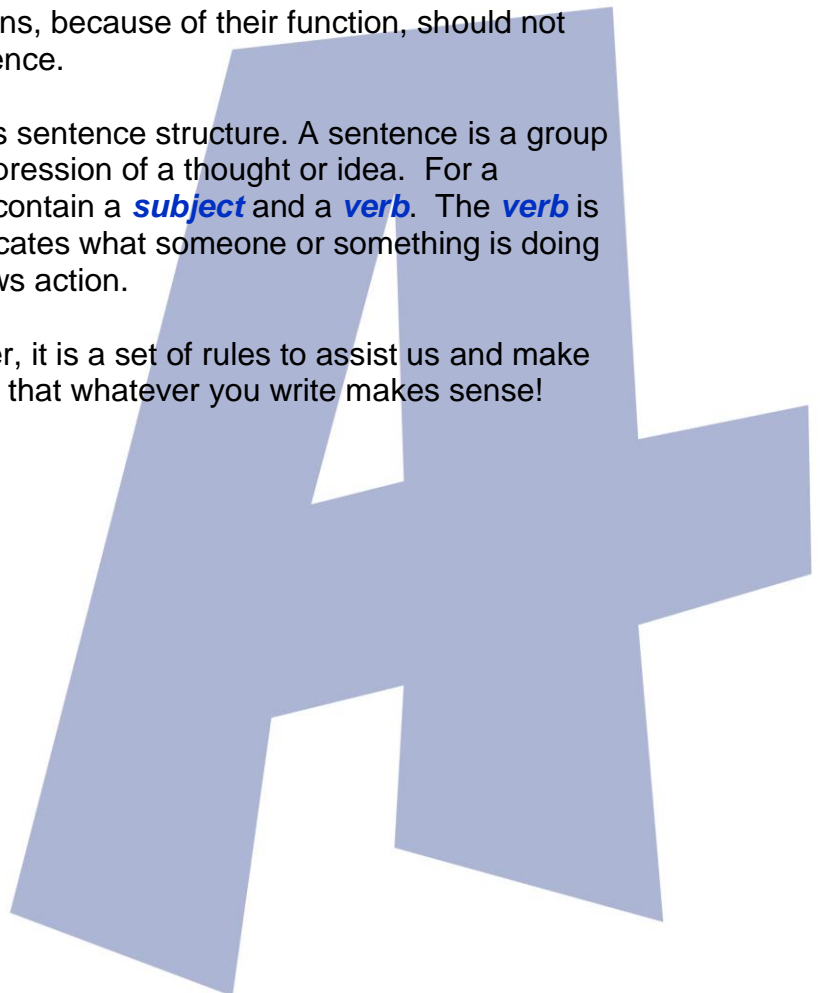 ns, because of their function, should not
ence.
s sentence structure. A sentence is a group
pression of a thought or idea. For a
contain a subject and a verb. The verb is
cates what someone or something is doing
ws action.
er, it is a set of rules to assist us and make
that whatever you write makes sense!
A+